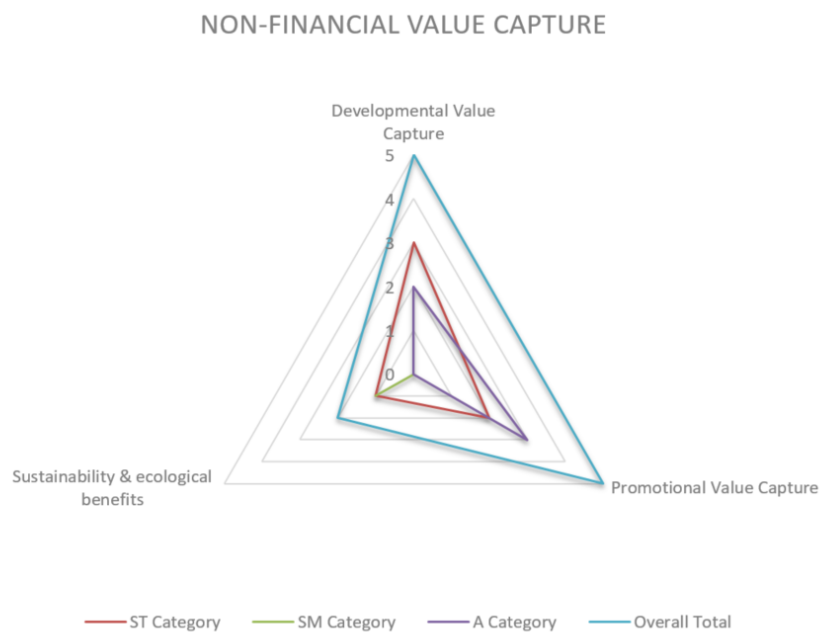 NON-FINANCIAL VALUE CAPTURE
Developmental Value
Capture
5
4
3
2
1
0
Sustainability & ecological
benefits
Promotional Value Capture
ST Category
SM Category
A Category
Overall Total